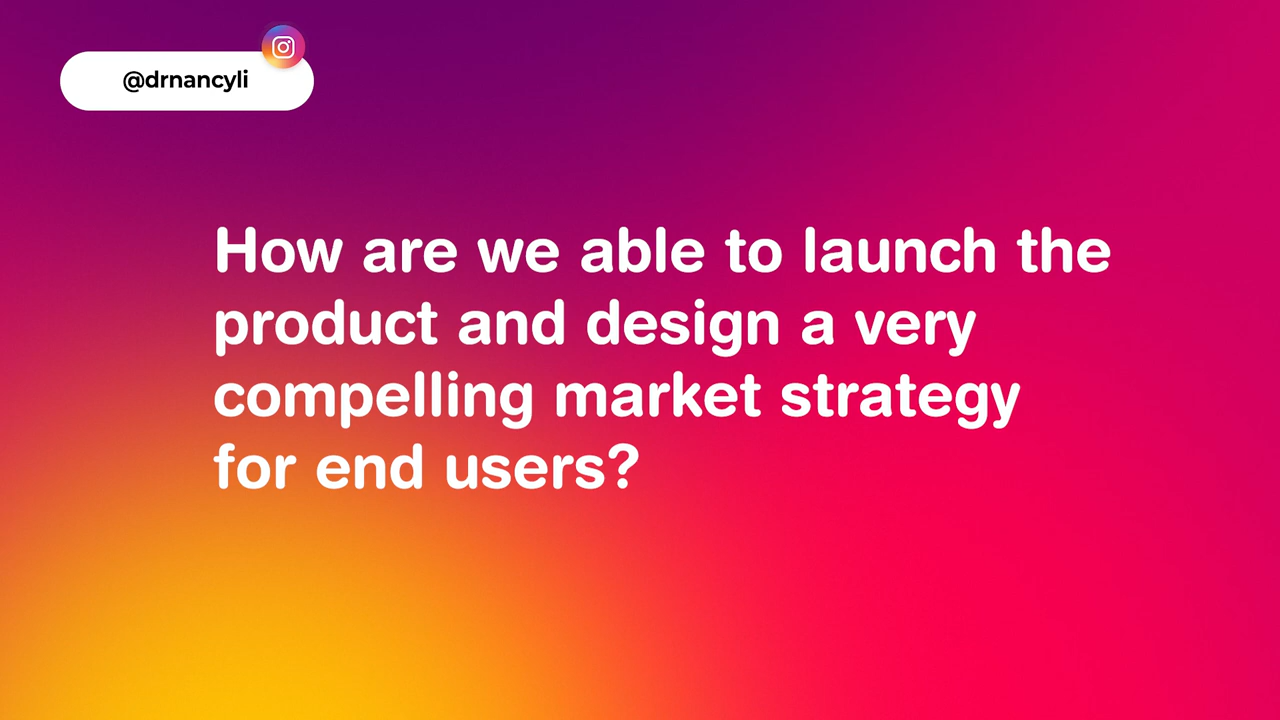 @drnancyli
How are we able to launch the
product and design a very
compelling market strategy
for end users?